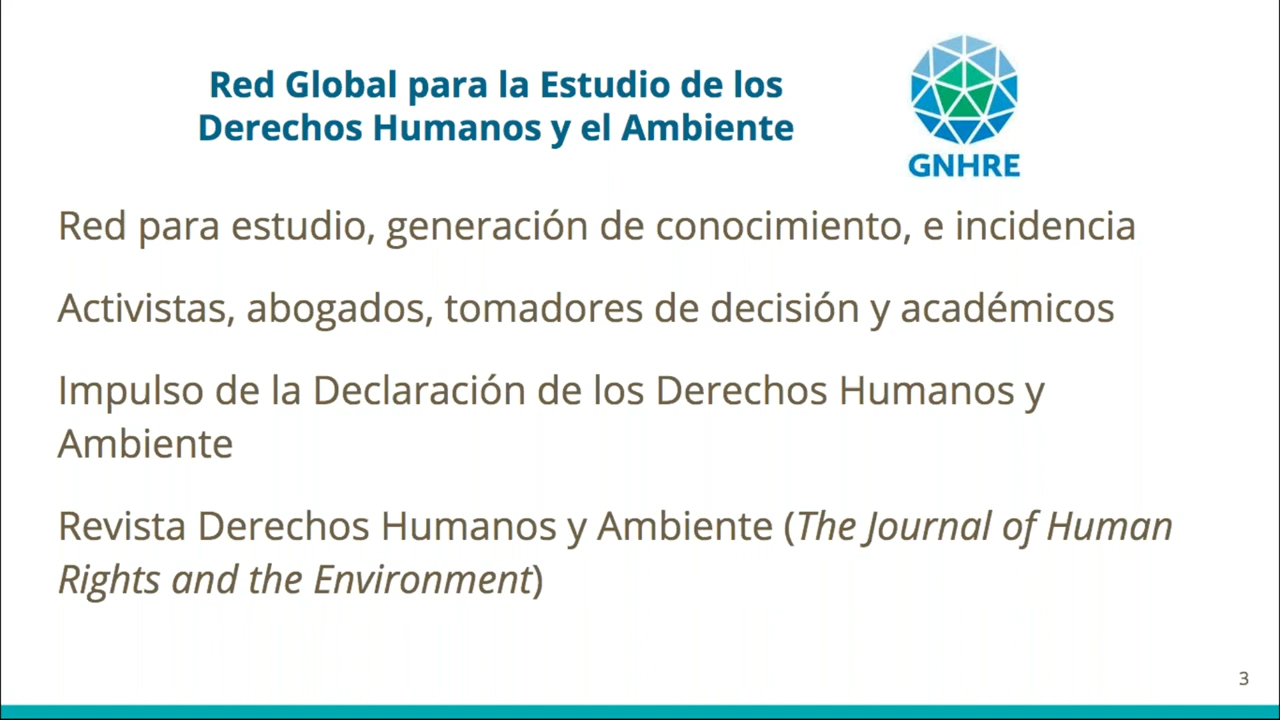 Red Global para la Estudio de los
Derechos Humanos y el Ambiente
GNHRE
Red para estudio, generación de conocimiento, e incidencia
Activistas, abogados, tomadores de decisión y académicos
Impulso de la Declaración de los Derechos Humanos y
Ambiente
Revista Derechos Humanos y Ambiente (The Journal of Human
Rights and the Environment)
3